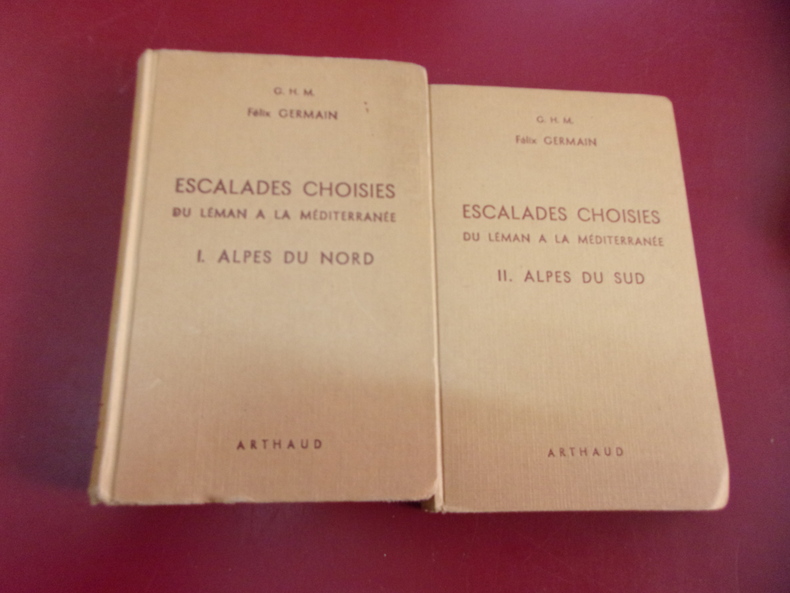 G. H. M.
Félix GERMAIN
ESCALADES CHOISIES
DU LÉMAN A LA MÉDITERRANÉE
I. ALPES DU NORD
ARTHAUD
G. H. M.
Félix GERMAIN
ESCALADES CHOISIES
DU LÉMAN A LA MÉDITERRANÉE
II. ALPES DU SUD
ARTHAUD